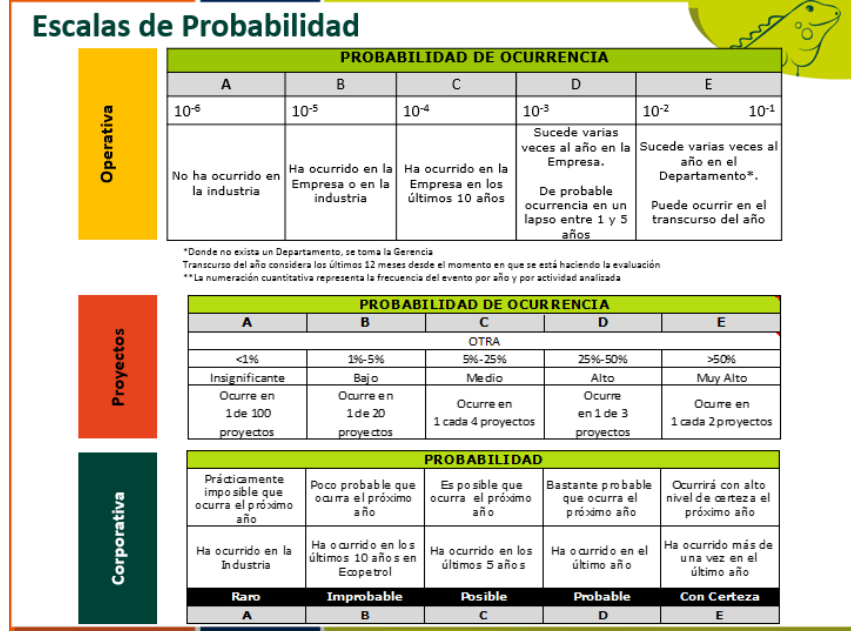 Escalas de Probabilidad
Operativa
PROBABILIDAD DE OCURRENCIA
A B C D E
10-6 10-5 10-4 10-3 10-2 10-1
No ha ocurrido en
la industria
Ha ocurrido en la
Empresa o en la
industria
Ha ocurrido en la
Empresa en los
últimos 10 años
Sucede varias
veces al año en la
Empresa.
De probable
ocurrencia en un
lapso entre 1 y 5
años
Sucede varias veces al
año en el
Departamento*.
Puede ocurrir en el
transcurso del año
*Donde no exista un Departamento, se toma la Gerencia
Transcurso del año considera los últimos 12 meses desde el momento en que se está haciendo la evaluación
**La numeración cuantitativa representa la frecuencia del evento por año y por actividad analizada
Proyectos
PROBABILIDAD DE OCURRENCIA
A B C D E
OTRA
<1% 1%-5% 5%-25% 25%-50% >50%
Insignificante Bajo Medio Alto Muy Alto
Ocurre en
1 de 100
proyectos
Ocurre en
1 de 20
proyectos
Ocurre en
1 cada 4 proyectos
Ocurre
en 1 de 3
proyectos
Ocurre en
1 cada 2 proyectos
Corporativa
PROBABILIDAD
Prácticamente
imposible que
ocurra el próximo
año
Poco probable que
ocurra el próximo
año
Es posible que
ocurra el próximo
año
Bastante probable
que ocurra el
próximo año
Ocurrirá con alto
nivel de certeza el
próximo año
Ha ocurrido en la
Industria
Ha ocurrido en los
últimos 10 años en
Ecopetrol
Ha ocurrido en los
últimos 5 años
Ha ocurrido en el
último año
Ha ocurrido más de
una vez en el
último año
Raro Improbable Posible Probable Con Certeza
A B C D E